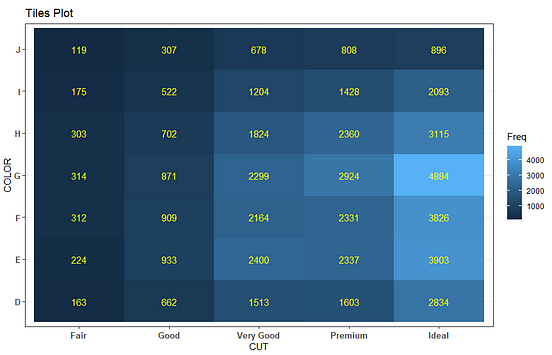 Tiles Plot
J 119 307 678 808 896
I 175 522 1204 1428 2093
H 303 702 1824 2360 3115
G 314 871 2299 2924 4884
F 312 909 2164 2331 3826
E 224 933 2400 2337 3903
D 163 662 1513 1603 2834
Fair Good Very Good Premium Ideal
CUT
COLOR
Freq
4000
3000
2000
1000